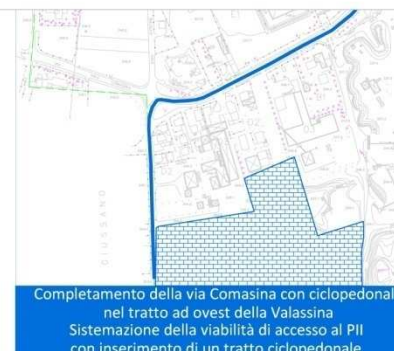 GIUSSANO
Completamento della via Comasina con ciclopedonal
nel tratto ad ovest della Valassina
Sistemazione della viabilità di accesso al PII
con inserimento di un tratto ciclopedonale